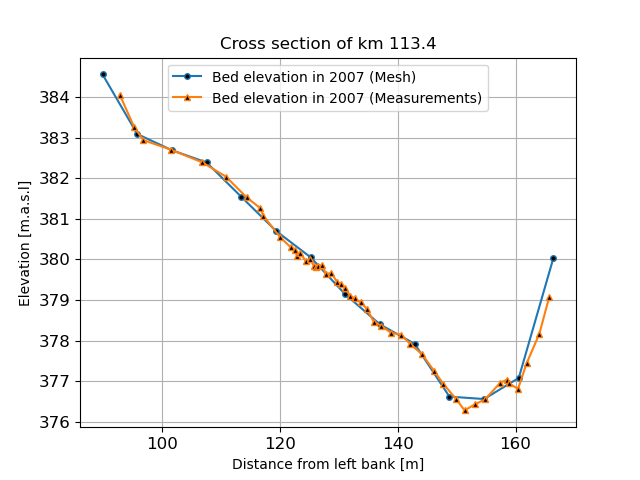 Cross section of km 113.4
Bed elevation in 2007 (Mesh)
Bed elevation in 2007 (Measurements)
Elevation [m.a.s.l]
384
383
382
381
380
379
378
377
376
100 120 140 160
Distance from left bank [m]